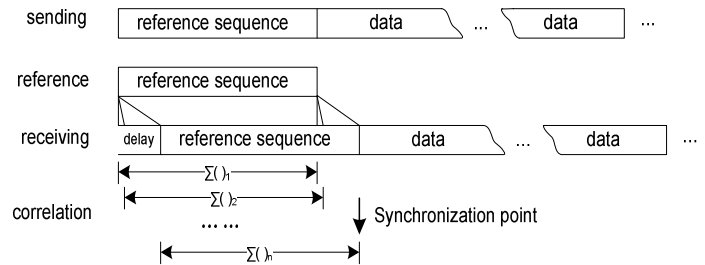 sending reference sequence data ... data ...
reference reference sequence
receiving delay reference sequence data ... data ...
∑( )₁
correlation ∑( )₂
... ...
Synchronization point
∑( )ₙ